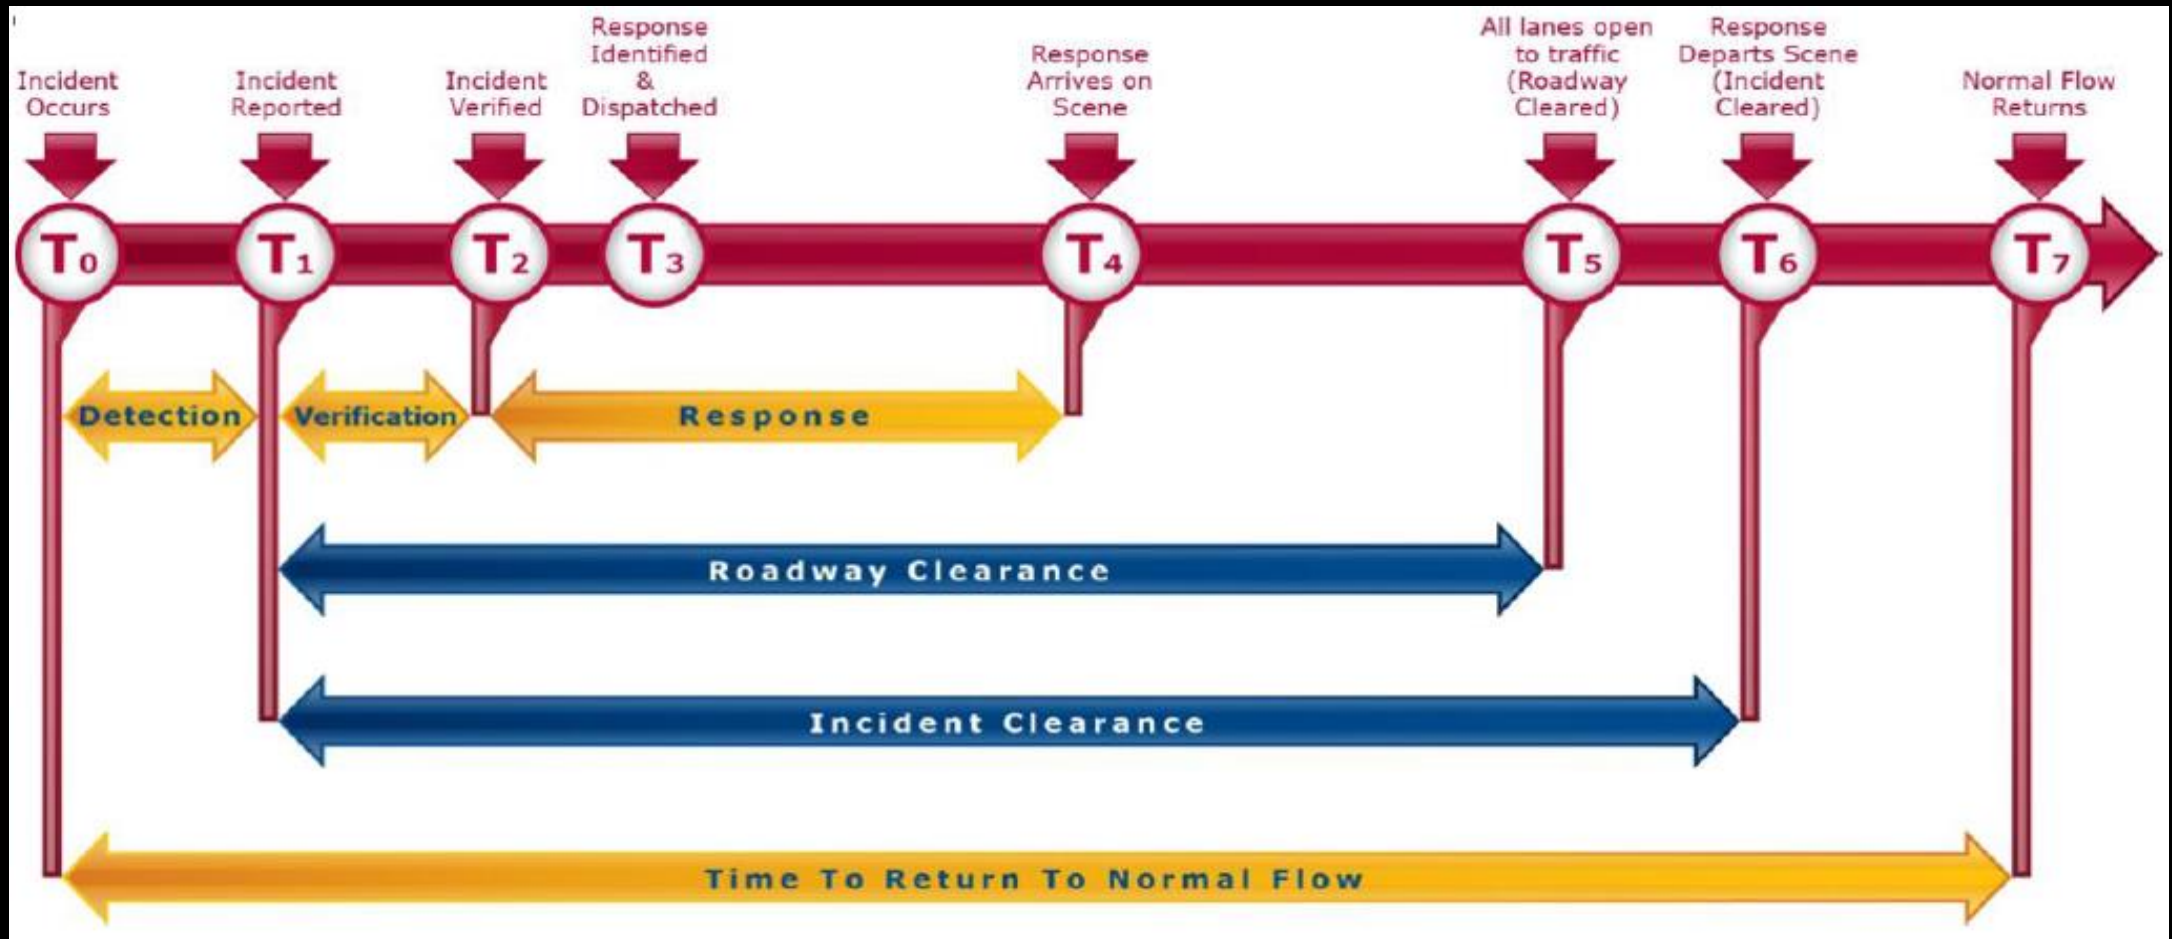 Incident
Occurs
Incident
Reported
Incident
Verified
Response
Identified
&
Dispatched
Response
Arrives on
Scene
All lanes open
to traffic
(Roadway
Cleared)
Response
Departs Scene
(Incident
Cleared)
Normal Flow
Returns
T0
T1
T2
T3
T4
T5
T6
T7
Detection
Verification
Response
Roadway Clearance
Incident Clearance
Time To Return To Normal Flow